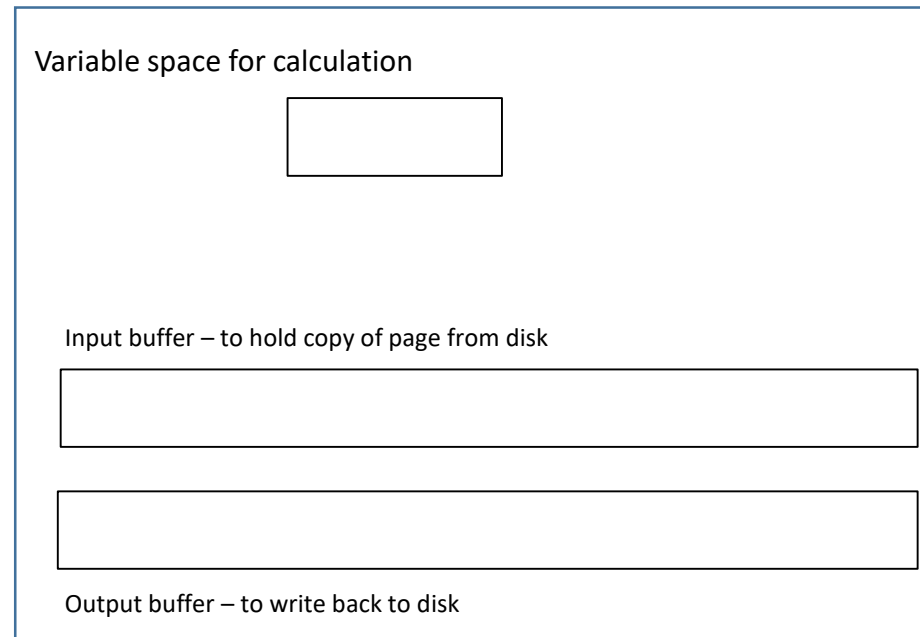 Variable space for calculation
Input buffer – to hold copy of page from disk
Output buffer – to write back to disk